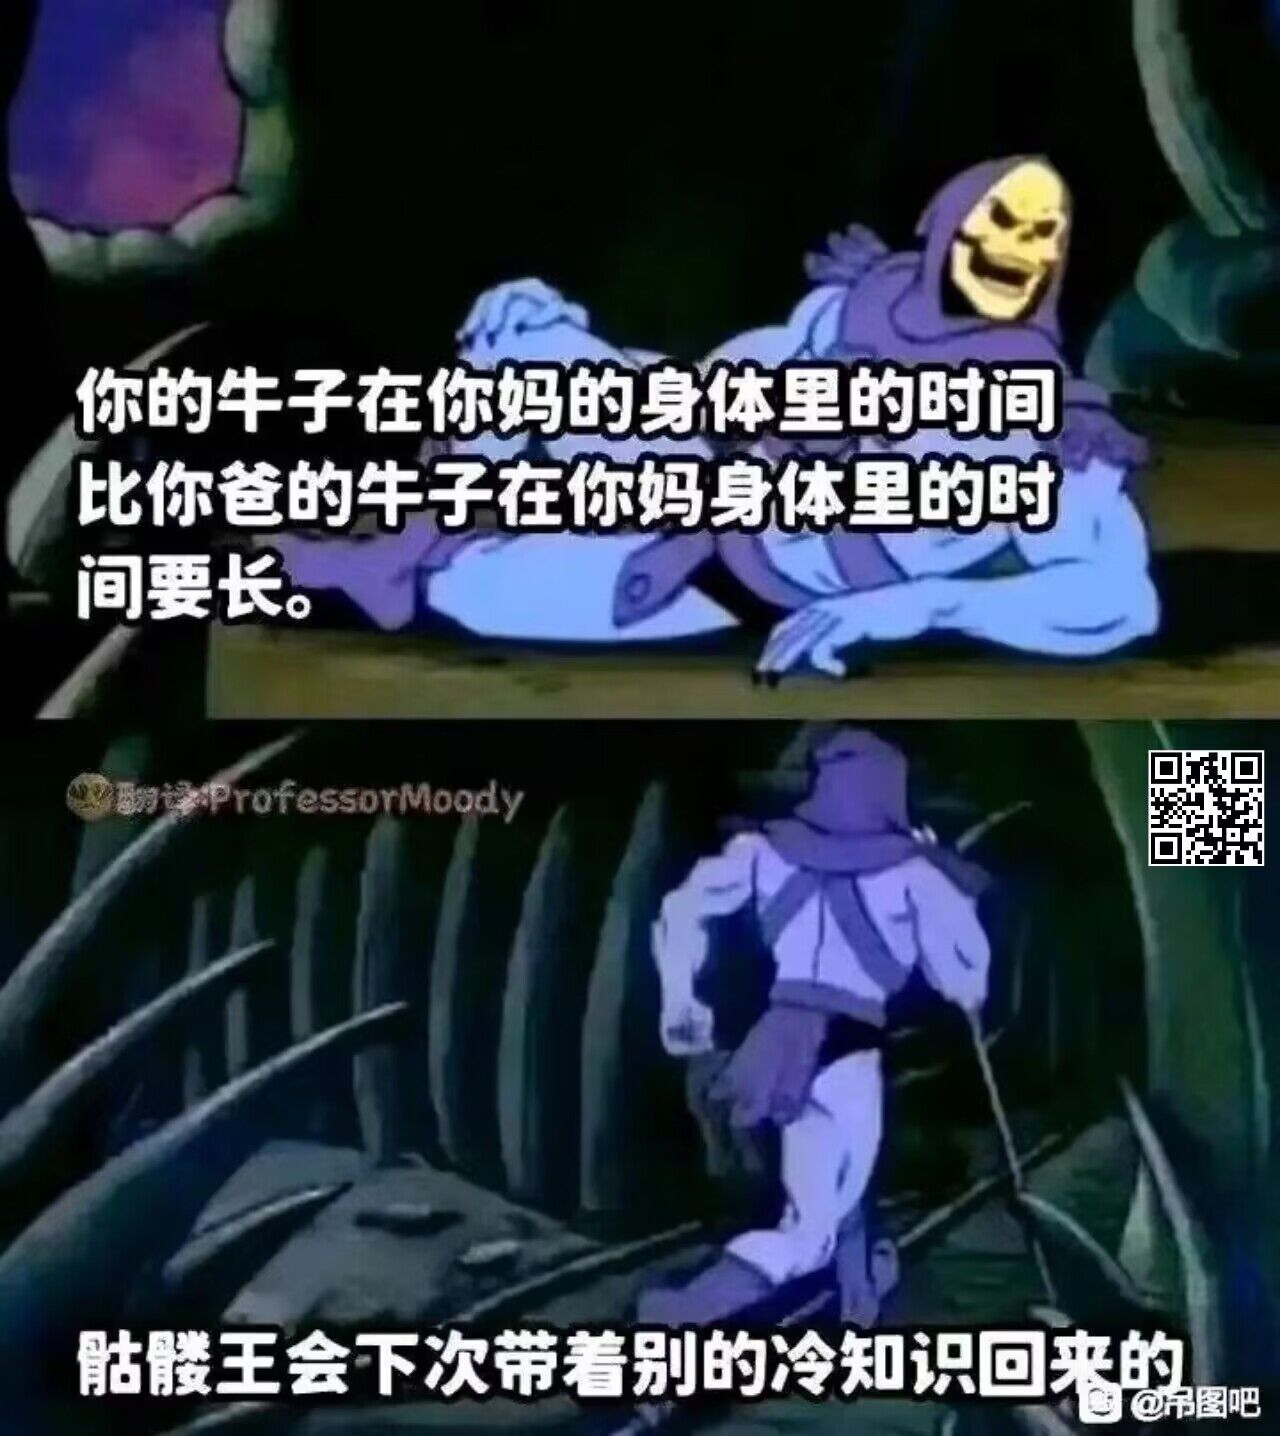 你的牛子在你妈的身体里的时间
比你爸的牛子在你妈身体里的时
间要长。
翻译:ProfessorMoody
骷髅王会下次带着别的冷知识回来的
@吊图吧